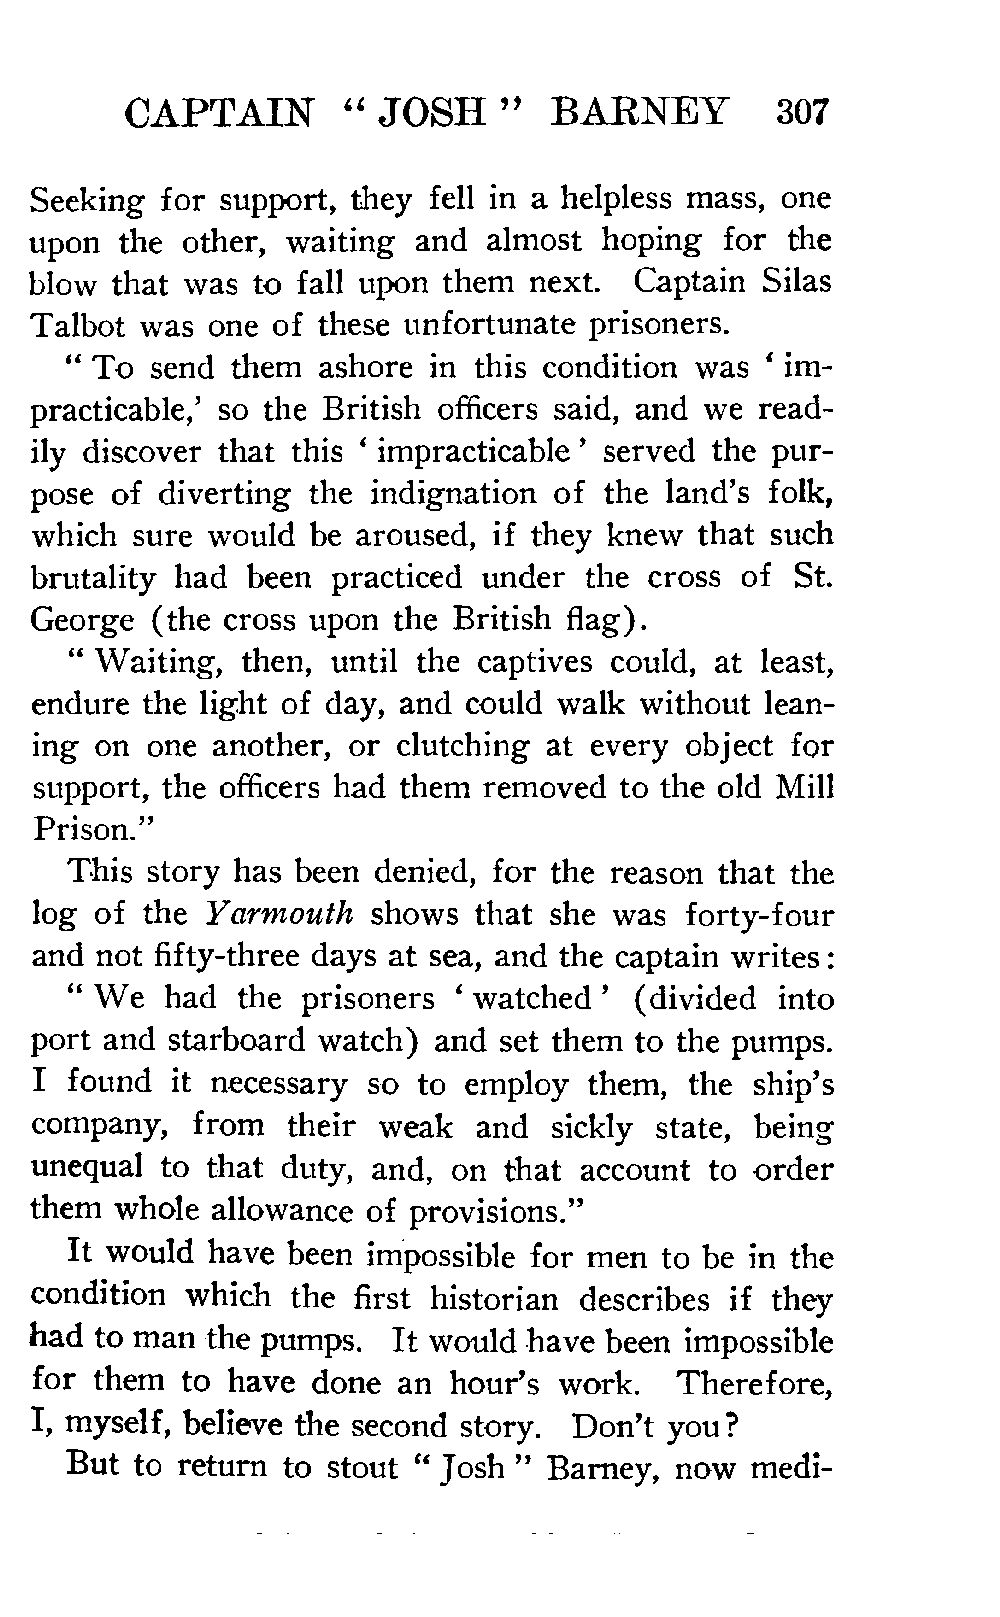 CAPTAIN “ JOSH ” BARNEY 307
Seeking for support, they fell in a helpless mass, one
upon the other, waiting and almost hoping for the
blow that was to fall upon them next. Captain Silas
Talbot was one of these unfortunate prisoners.
“ To send them ashore in this condition was ‘ im-
practicable,’ so the British officers said, and we read-
ily discover that this ‘ impracticable ’ served the pur-
pose of diverting the indignation of the land’s folk,
which sure would be aroused, if they knew that such
brutality had been practiced under the cross of St.
George (the cross upon the British flag).
“ Waiting, then, until the captives could, at least,
endure the light of day, and could walk without lean-
ing on one another, or clutching at every object for
support, the officers had them removed to the old Mill
Prison.”
This story has been denied, for the reason that the
log of the Yarmouth shows that she was forty-four
and not fifty-three days at sea, and the captain writes:
“ We had the prisoners ‘ watched ’ (divided into
port and starboard watch) and set them to the pumps.
I found it necessary so to employ them, the ship’s
company, from their weak and sickly state, being
unequal to that duty, and, on that account to order
them whole allowance of provisions.”
It would have been impossible for men to be in the
condition which the first historian describes if they
had to man the pumps. It would have been impossible
for them to have done an hour’s work. Therefore,
I, myself, believe the second story. Don’t you?
But to return to stout “ Josh ” Barney, now medi-